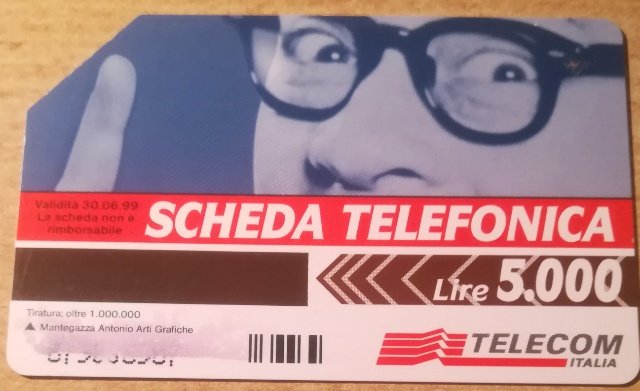 Validità 30.06.99
La scheda non è
rimborsabile
SCHEDA TELEFONICA
Lire 5.000
Tiratura: oltre 1.000.000
Mantegazza Antonio Arti Grafiche
TELECOM
ITALIA